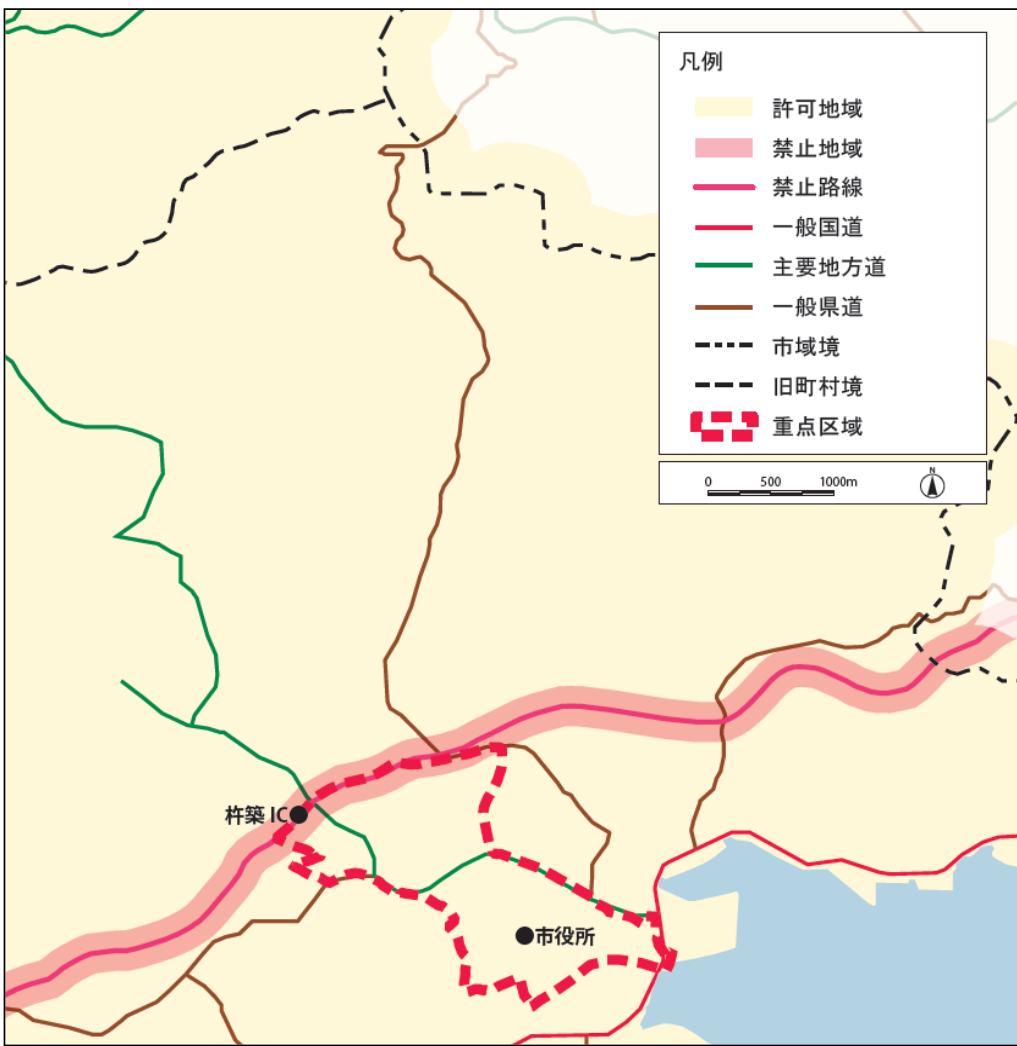 凡例
許可地域
禁止地域
禁止路線
一般国道
主要地方道
一般県道
市域境
旧町村境
重点区域
0 500 1000m
N
杵築 IC
市役所